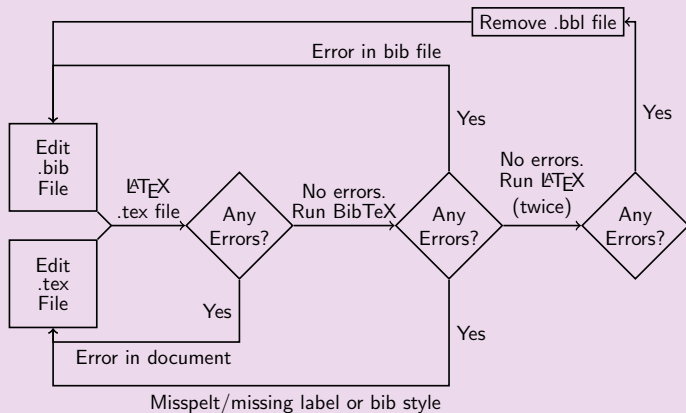 Remove .bbl file
Error in bib file
Yes
Yes
Edit
.bib
File
LATEX
.tex file
No errors.
Run BibTeX
No errors.
Run LATEX
(twice)
Any
Errors?
Any
Errors?
Any
Errors?
Edit
.tex
File
Yes
Yes
Error in document
Misspelt/missing label or bib style